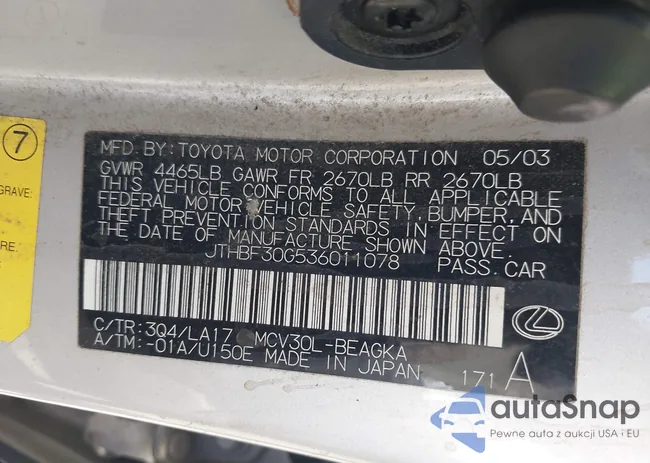 7
GRAVE:
RE.
MFD BY:TOYOTA MOTOR CORPORATION 05/03
GVWR 4465LB GAWR FR 2670LB RR 2670LB
THIS VEHICLE CONFORMS TO ALL APPLICABLE
FEDERAL MOTOR VEHICLE SAFETY, BUMPER, AND
THEFT PREVENTION STANDARDS IN EFFECT ON
THE DATE OF MANUFACTURE SHOWN ABOVE.
JTHBF30G536011078 PASS.CAR
C/TR:3Q4/LA17 MCV30L-BEAGKA
A/TM:-01A/U150E MADE IN JAPAN
171 A
autaSnap
Pewne auta z aukcji USA i EU